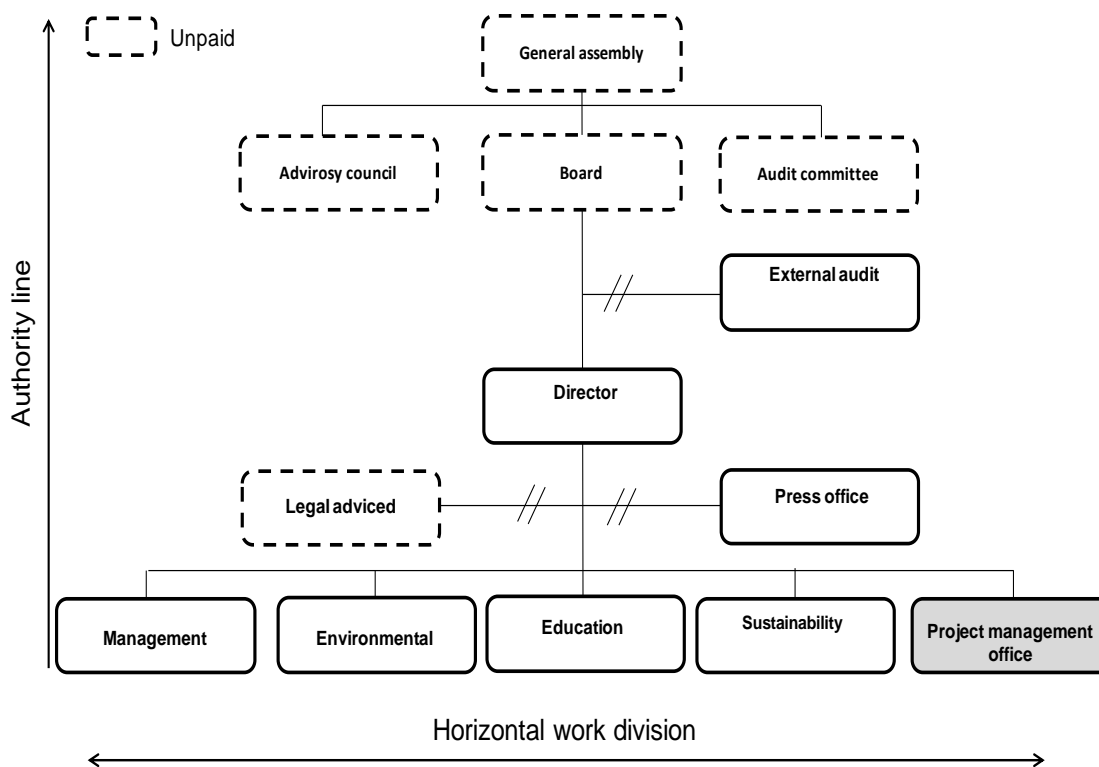 Unpaid
General assembly
Advirosy council
Board
Audit committee
External audit
Authority line
Director
Legal adviced
Press office
Management
Environmental
Education
Sustainability
Project management
office
Horizontal work division